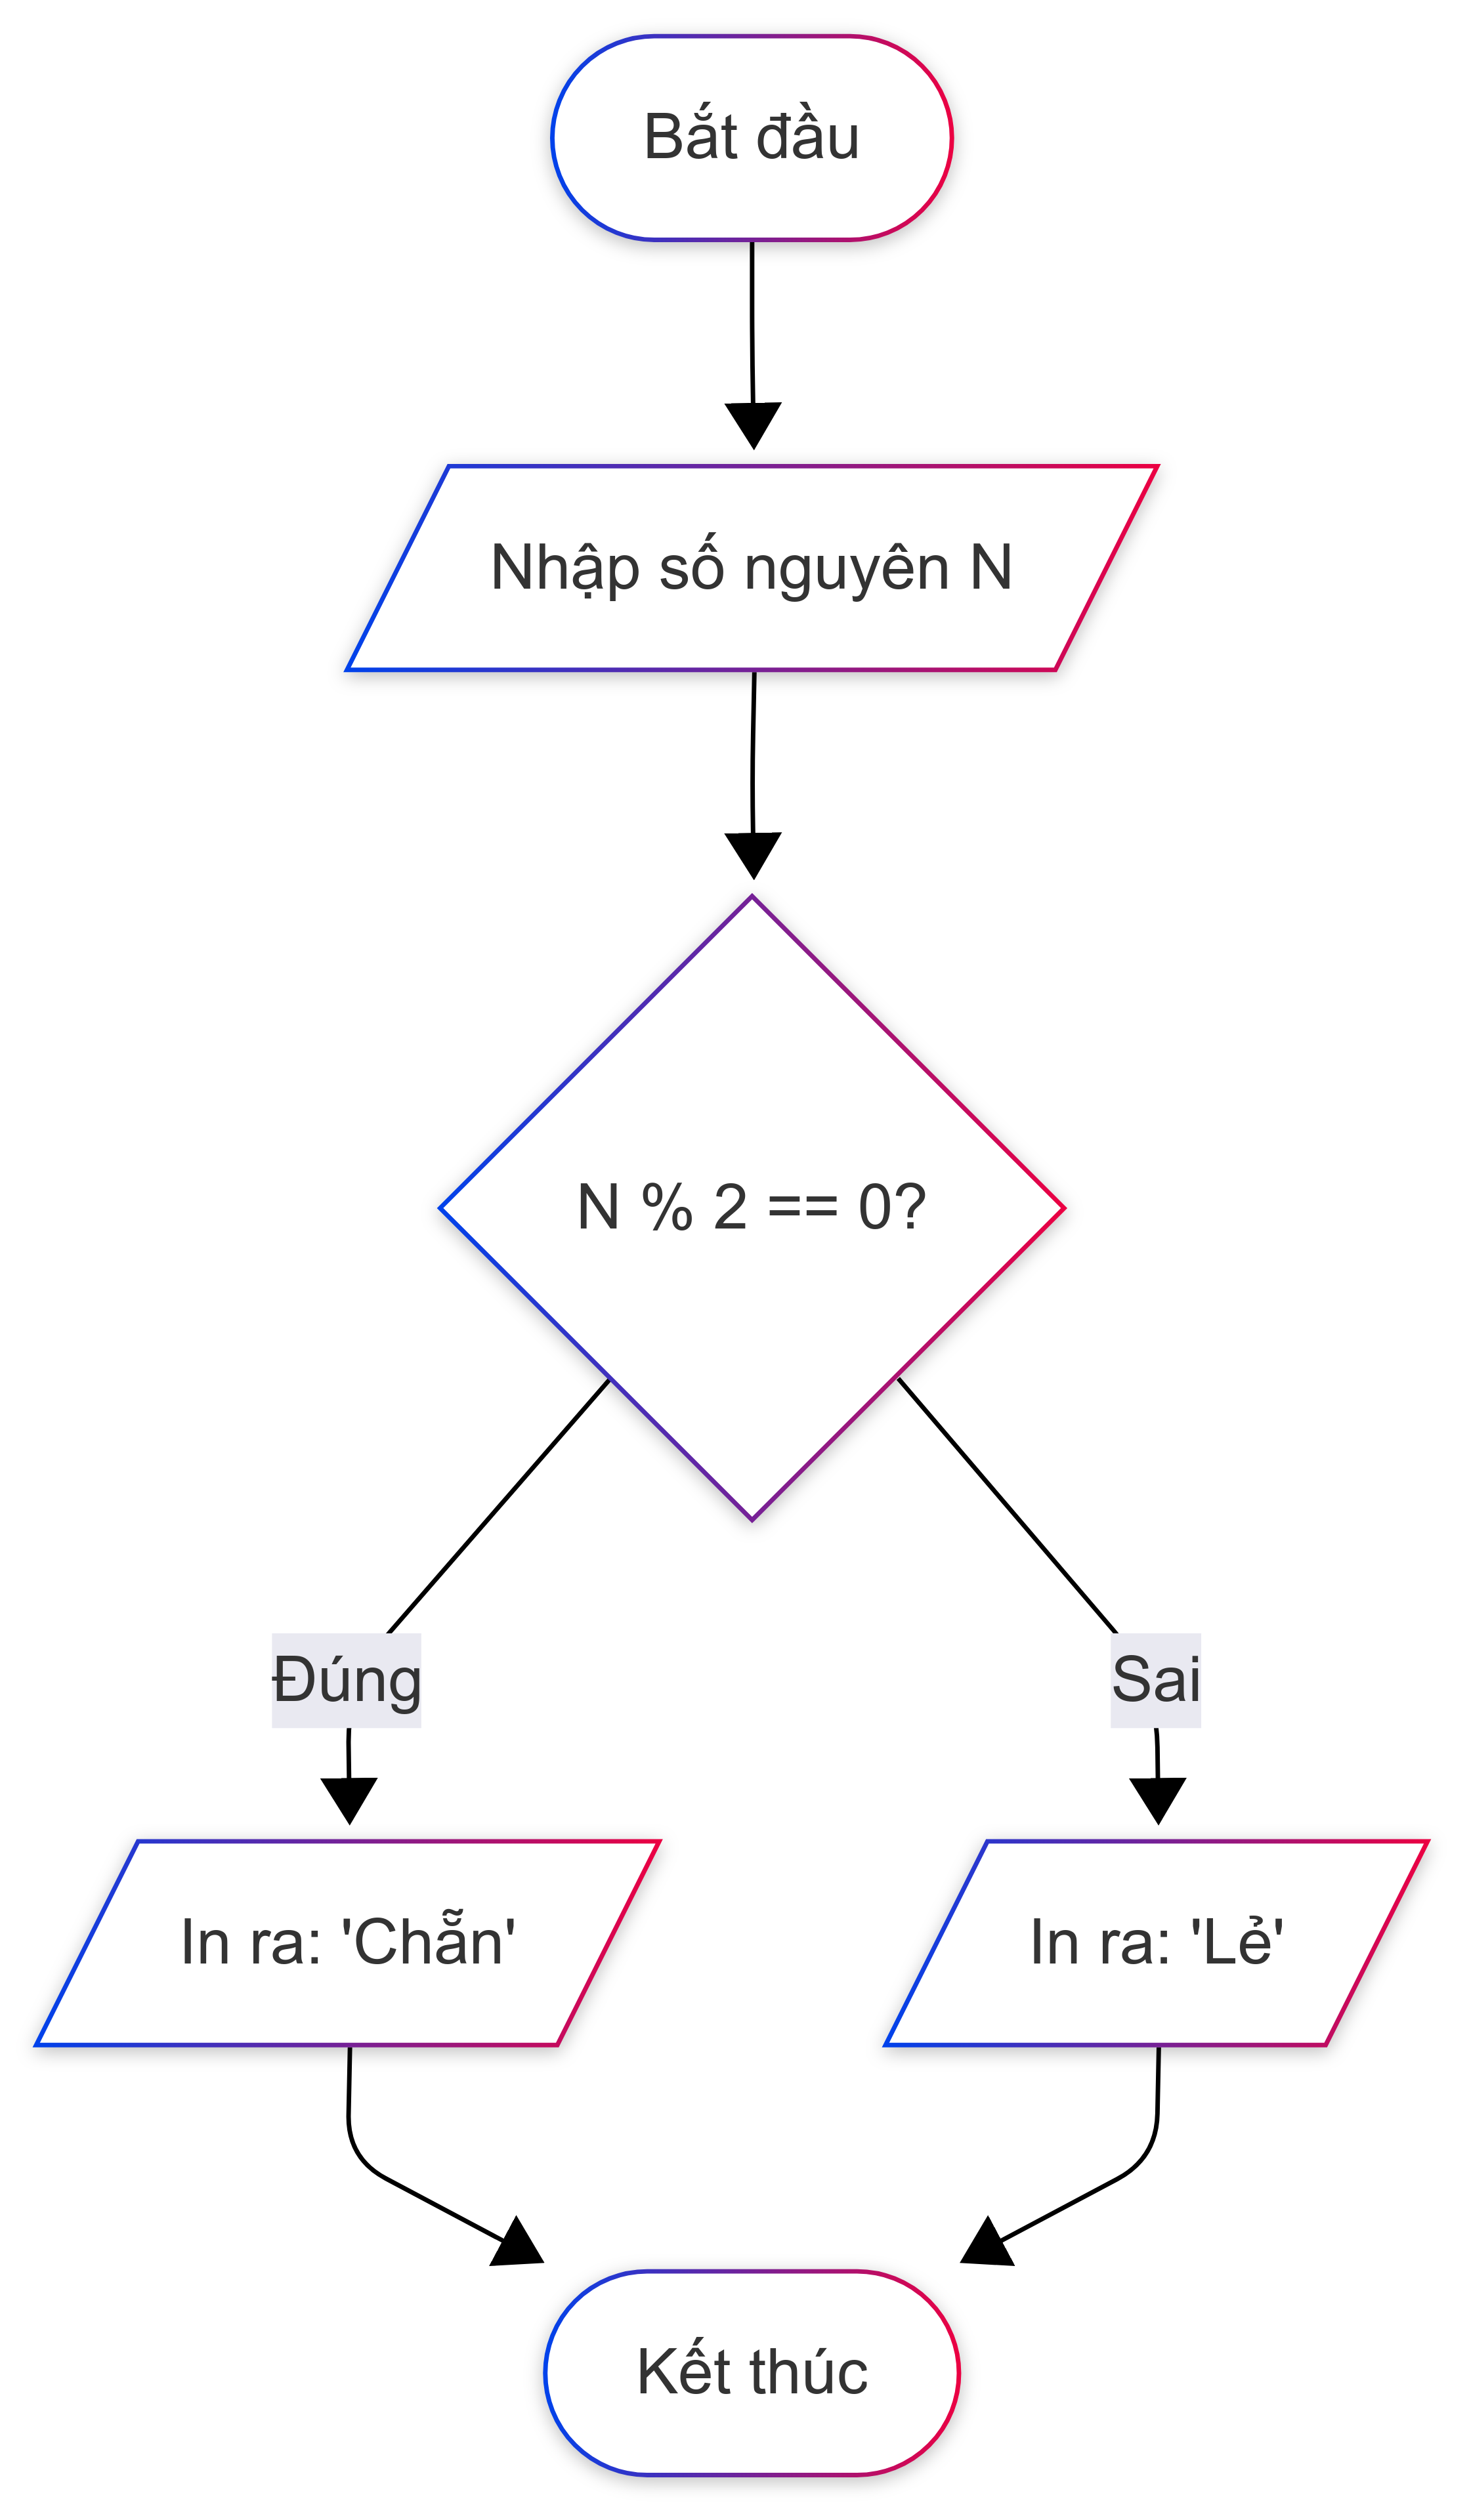 Bắt đầu
Nhập số nguyên N
N % 2 == 0?
Đúng
Sai
In ra: 'Chẵn'
In ra: 'Lẻ'
Kết thúc